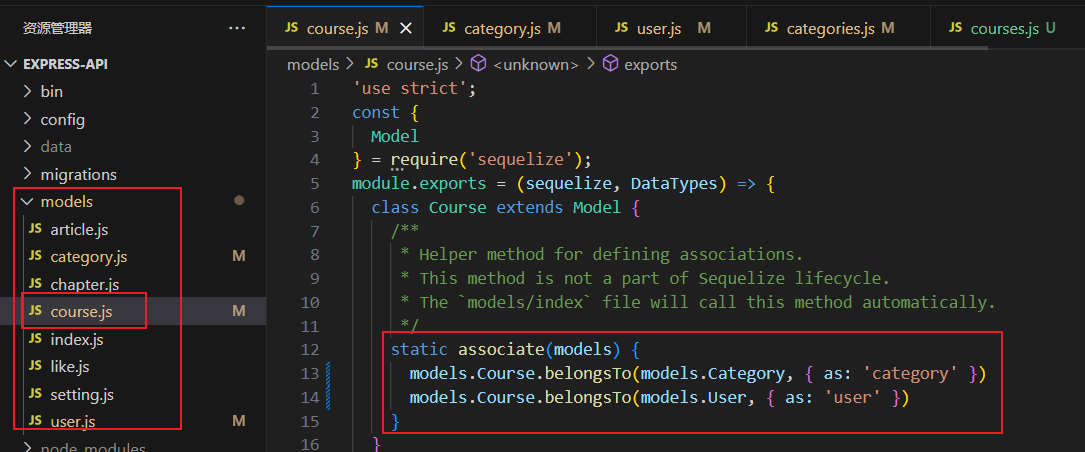 资源管理器 ...
EXPRESS-API
bin
config
data
migrations
models
JS article.js
JS category.js M
JS chapter.js
JS course.js M
JS index.js
JS like.js
JS setting.js
JS user.js M
node_modules
JS course.js M ×
JS category.js M
JS user.js M
JS categories.js M
JS courses.js U
models > JS course.js > <unknown> > exports
1 'use strict';
2 const {
3 Model
4 } = require('sequelize');
5 module.exports = (sequelize, DataTypes) => {
6 class Course extends Model {
7 /**
8 * Helper method for defining associations.
9 * This method is not a part of Sequelize lifecycle.
10 * The `models/index` file will call this method automatically.
11 */
12 static associate(models) {
13 models.Course.belongsTo(models.Category, { as: 'category' })
14 models.Course.belongsTo(models.User, { as: 'user' })
15 }
16 }